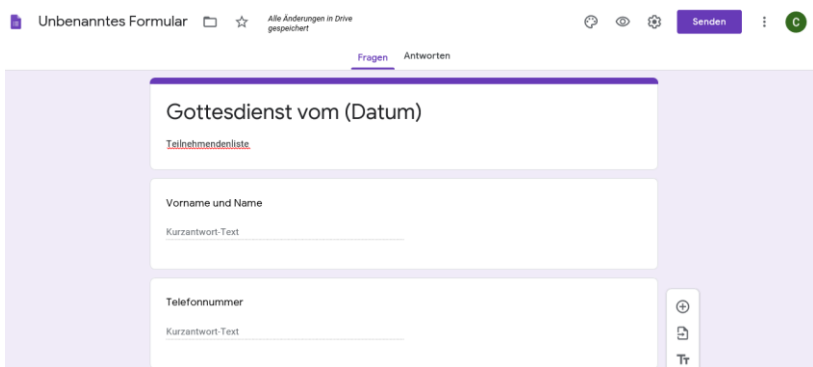 Unbenanntes Formular
Alle Änderungen in Drive
gespeichert
Senden
C
Fragen Antworten
Gottesdienst vom (Datum)
Teilnehmendenliste
Vorname und Name
Kurzantwort-Text
Telefonnummer
Kurzantwort-Text
Tт